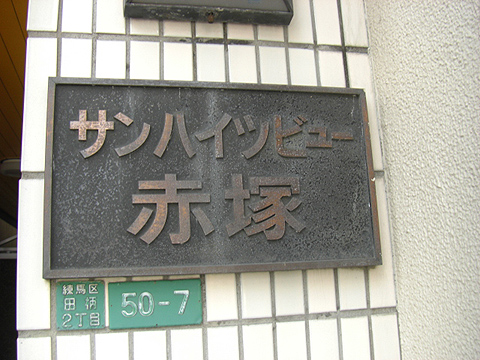 サンハイツビュー
赤塚
練馬区
田柄
2丁目
50-7